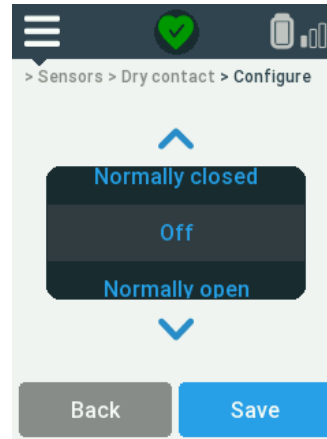 > Sensors > Dry contact > Configure
Normally closed
Off
Normally open
Back Save